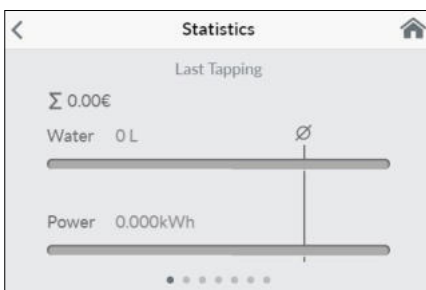 Statistics
Last Tapping
Σ 0.00€
Water 0 L Ø
Power 0.000kWh